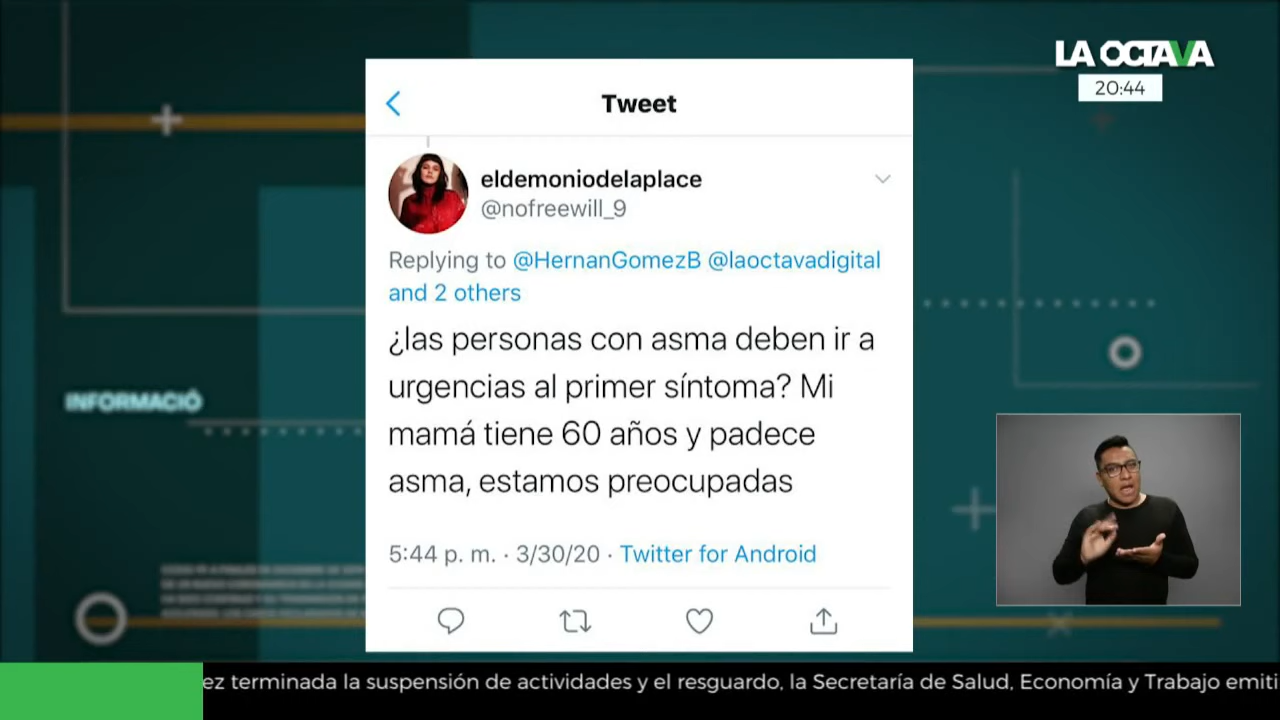 LA OCTAVA
20:44
Tweet
eldemoniodelaplace
@nofreewill_9
Replying to @HernanGomezB @laoctavadigital
and 2 others
¿las personas con asma deben ir a
urgencias al primer síntoma? Mi
mamá tiene 60 años y padece
asma, estamos preocupadas
5:44 p. m. · 3/30/20 · Twitter for Android
INFORMACIÓ
ez terminada la suspensión de actividades y el resguardo, la Secretaría de Salud, Economía y Trabajo emiti